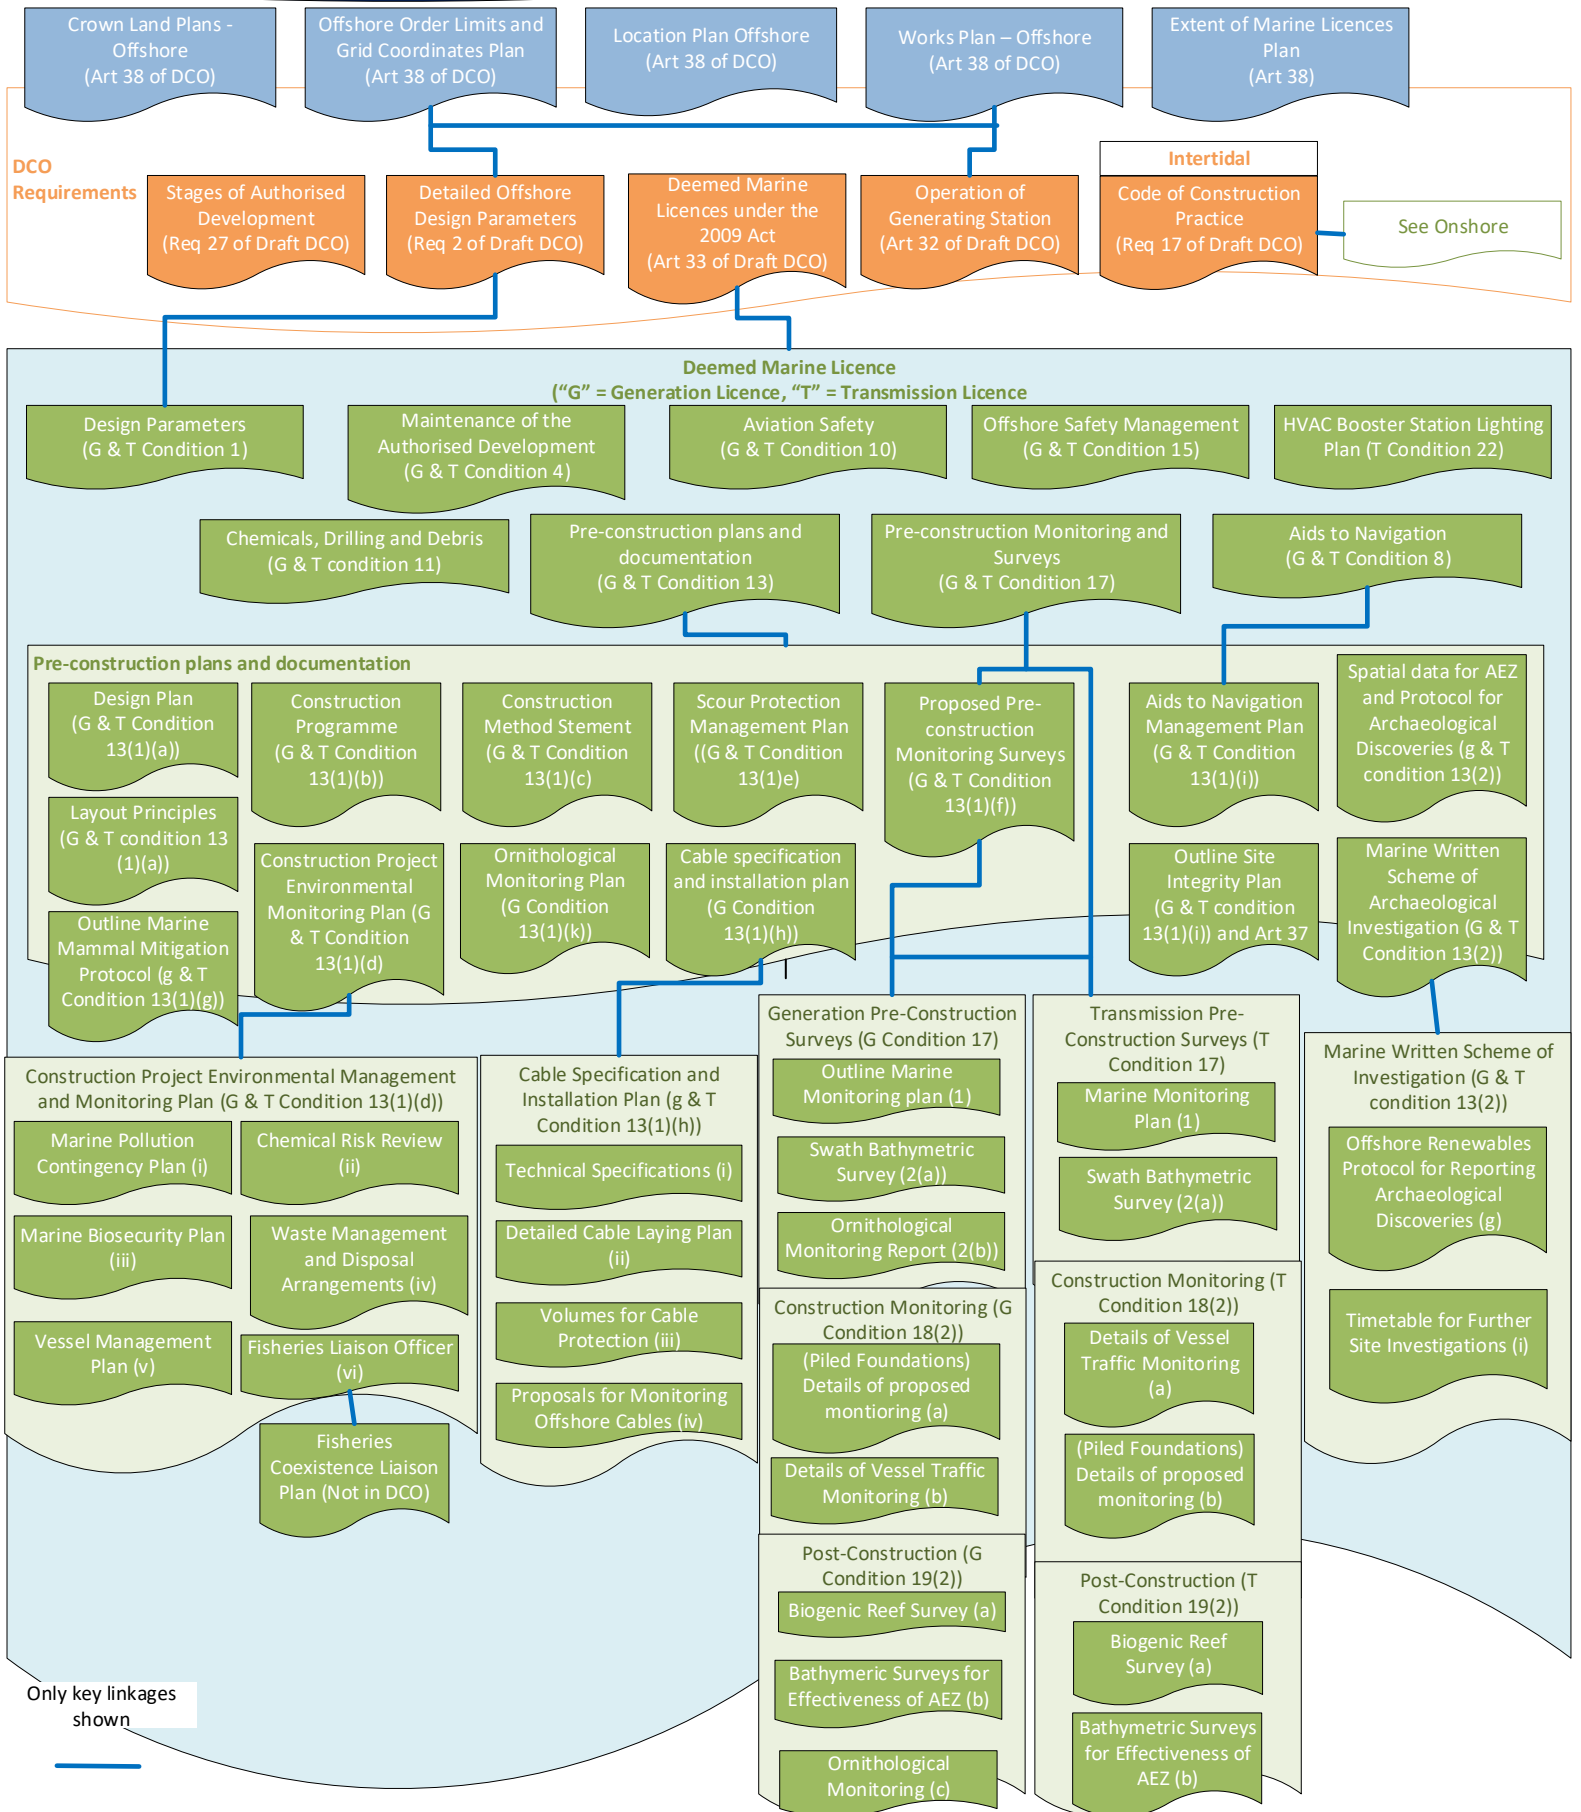 Crown Land Plans -
Offshore
(Art 38 of DCO)
Offshore Order Limits and
Grid Coordinates Plan
(Art 38 of DCO)
Location Plan Offshore
(Art 38 of DCO)
Works Plan – Offshore
(Art 38 of DCO)
Extent of Marine Licences
Plan
(Art 38)
DCO
Requirements
Stages of Authorised
Development
(Req 27 of Draft DCO)
Detailed Offshore
Design Parameters
(Req 2 of Draft DCO)
Deemed Marine
Licences under the
2009 Act
(Art 33 of Draft DCO)
Operation of
Generating Station
(Art 32 of Draft DCO)
Intertidal
Code of Construction
Practice
(Req 17 of Draft DCO)
See Onshore
Deemed Marine Licence
(“G” = Generation Licence, “T” = Transmission Licence
Design Parameters
(G & T Condition 1)
Maintenance of the
Authorised Development
(G & T Condition 4)
Aviation Safety
(G & T Condition 10)
Offshore Safety Management
(G & T Condition 15)
HVAC Booster Station Lighting
Plan (T Condition 22)
Chemicals, Drilling and Debris
(G & T condition 11)
Pre-construction plans and
documentation
(G & T Condition 13)
Pre-construction Monitoring and
Surveys
(G & T Condition 17)
Aids to Navigation
(G & T Condition 8)
Pre-construction plans and documentation
Design Plan
(G & T Condition
13(1)(a))
Construction
Programme
(G & T Condition
13(1)(b))
Construction
Method Stement
(G & T Condition
13(1)(c)
Scour Protection
Management Plan
((G & T Condition
13(1)e)
Proposed Pre-
construction
Monitoring Surveys
(G & T Condition
13(1)(f))
Aids to Navigation
Management Plan
(G & T Condition
13(1)(i))
Spatial data for AEZ
and Protocol for
Archaeological
Discoveries (g & T
condition 13(2))
Layout Principles
(G & T condition 13
(1)(a))
Construction Project
Environmental
Monitoring Plan (G
& T Condition
13(1)(d)
Ornithological
Monitoring Plan
(G Condition
13(1)(k))
Cable specification
and installation plan
(G Condition
13(1)(h))
Outline Site
Integrity Plan
(G & T condition
13(1)(i)) and Art 37
Marine Written
Scheme of
Archaeological
Investigation (G & T
Condition 13(2))
Outline Marine
Mammal Mitigation
Protocol (g & T
Condition 13(1)(g))
Construction Project Environmental Management
and Monitoring Plan (G & T Condition 13(1)(d))
Marine Pollution
Contingency Plan (i)
Chemical Risk Review
(ii)
Marine Biosecurity Plan
(iii)
Waste Management
and Disposal
Arrangements (iv)
Vessel Management
Plan (v)
Fisheries Liaison Officer
(vi)
Fisheries
Coexistence Liaison
Plan (Not in DCO)
Cable Specification and
Installation Plan (g & T
Condition 13(1)(h))
Technical Specifications (i)
Detailed Cable Laying Plan
(ii)
Volumes for Cable
Protection (iii)
Proposals for Monitoring
Offshore Cables (iv)
Generation Pre-Construction
Surveys (G Condition 17)
Outline Marine
Monitoring plan (1)
Swath Bathymetric
Survey (2(a))
Ornithological
Monitoring Report (2(b))
Construction Monitoring (G
Condition 18(2))
(Piled Foundations)
Details of proposed
montioring (a)
Details of Vessel Traffic
Monitoring (b)
Post-Construction (G
Condition 19(2))
Biogenic Reef Survey (a)
Bathymeric Surveys for
Effectiveness of AEZ (b)
Ornithological
Monitoring (c)
Transmission Pre-
Construction Surveys (T
Condition 17)
Marine Monitoring
Plan (1)
Swath Bathymetric
Survey (2(a))
Construction Monitoring (T
Condition 18(2))
Details of Vessel
Traffic Monitoring
(a)
(Piled Foundations)
Details of proposed
monitoring (b)
Post-Construction (T
Condition 19(2))
Biogenic Reef
Survey (a)
Bathymetric Surveys
for Effectiveness of
AEZ (b)
Marine Written Scheme of
Investigation (G & T
condition 13(2))
Offshore Renewables
Protocol for Reporting
Archaeological
Discoveries (g)
Timetable for Further
Site Investigations (i)
Only key linkages
shown